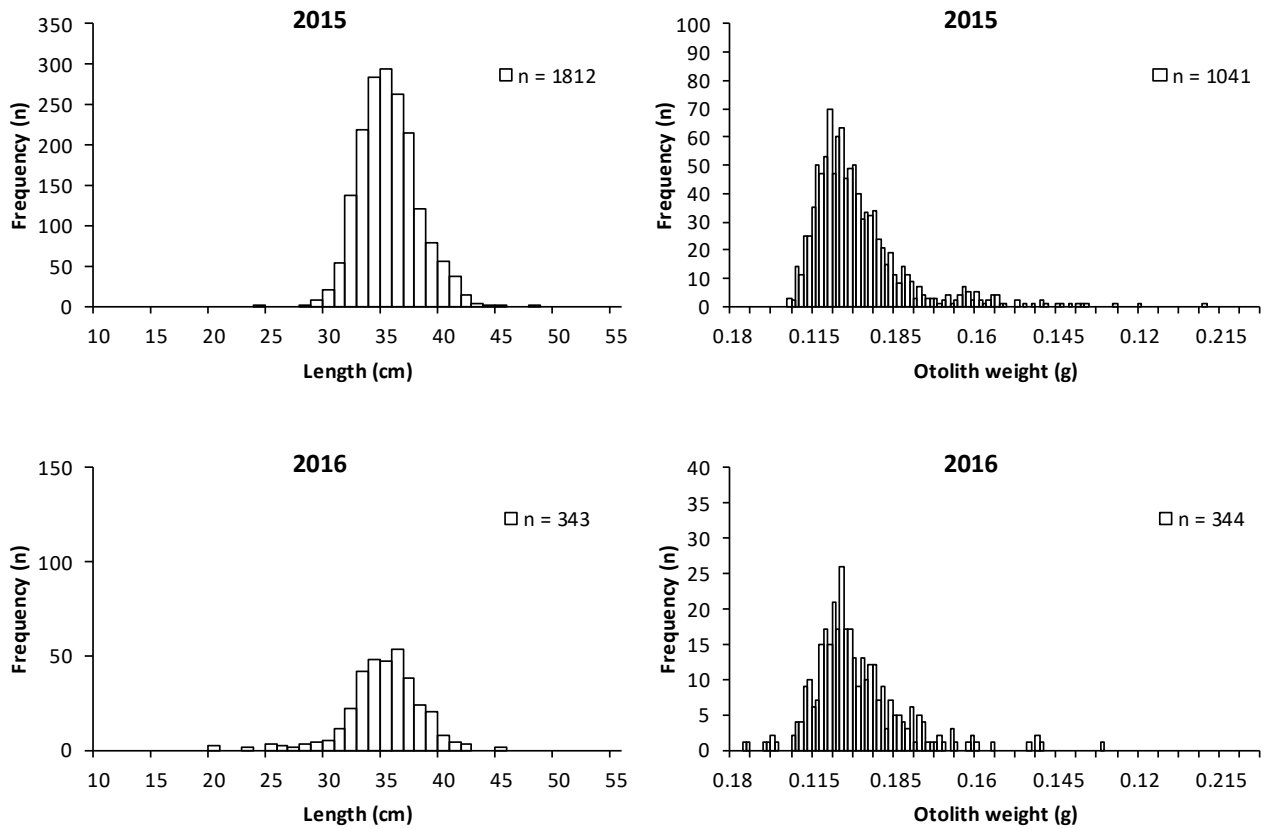 2015
350
300
250
200
150
100
50
0
Frequency (n)
n = 1812
10 15 20 25 30 35 40 45 50 55
Length (cm)
2015
100
90
80
70
60
50
40
30
20
10
0
Frequency (n)
n = 1041
0.18 0.115 0.185 0.16 0.145 0.12 0.215
Otolith weight (g)
2016
150
100
50
0
Frequency (n)
n = 343
10 15 20 25 30 35 40 45 50 55
Length (cm)
2016
40
35
30
25
20
15
10
5
0
Frequency (n)
n = 344
0.18 0.115 0.185 0.16 0.145 0.12 0.215
Otolith weight (g)